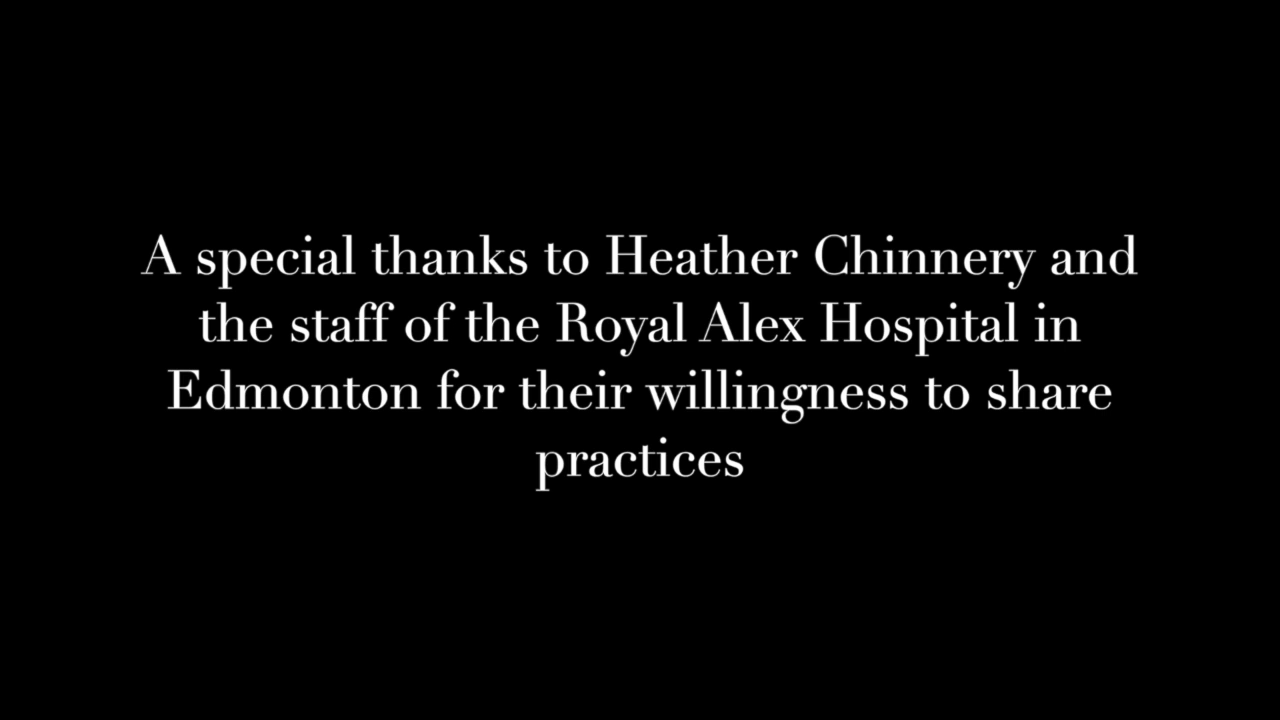 A special thanks to Heather Chinnery and
the staff of the Royal Alex Hospital in
Edmonton for their willingness to share
practices